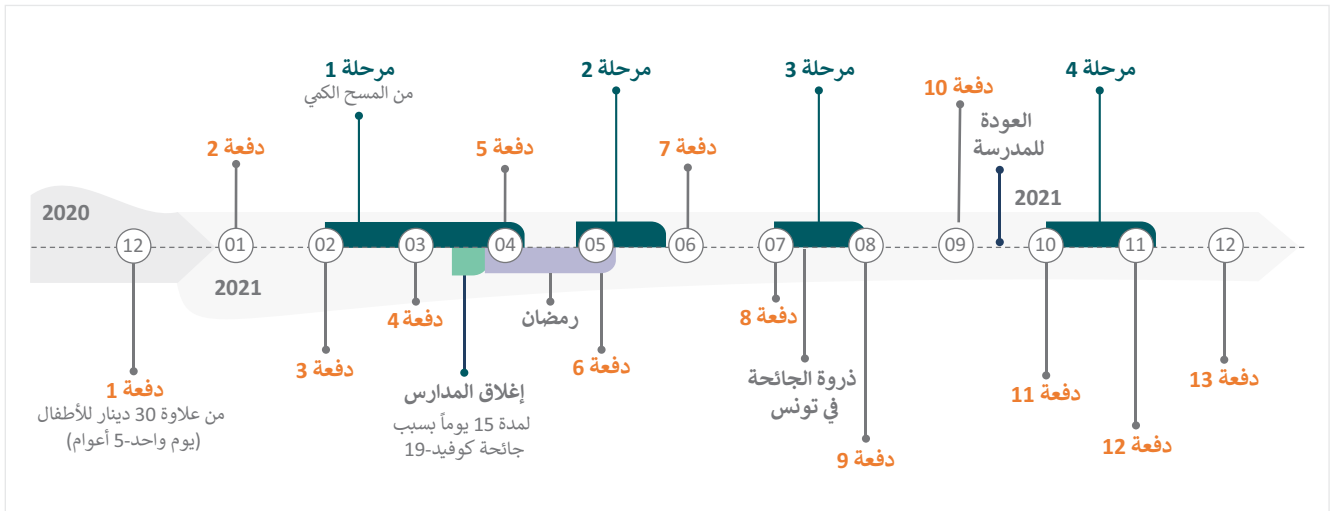 مرحلة 1
من المسح الكمي
مرحلة 2
مرحلة 3
مرحلة 4
دفعة 10
العودة
للمدرسة
دفعة 2
دفعة 5
دفعة 7
2020
2021
12
01
02
03
04
05
06
07
08
09
10
11
12
2021
دفعة 4
رمضان
دفعة 8
دفعة 3
دفعة 6
دفعة 1
من علاوة 30 دينار للأطفال
(يوم واحد-5 أعوام)
إغلاق المدارس
لمدة 15 يوماً بسبب
جائحة كوفيد-19
ذروة الجائحة
في تونس
دفعة 9
دفعة 11
دفعة 12
دفعة 13